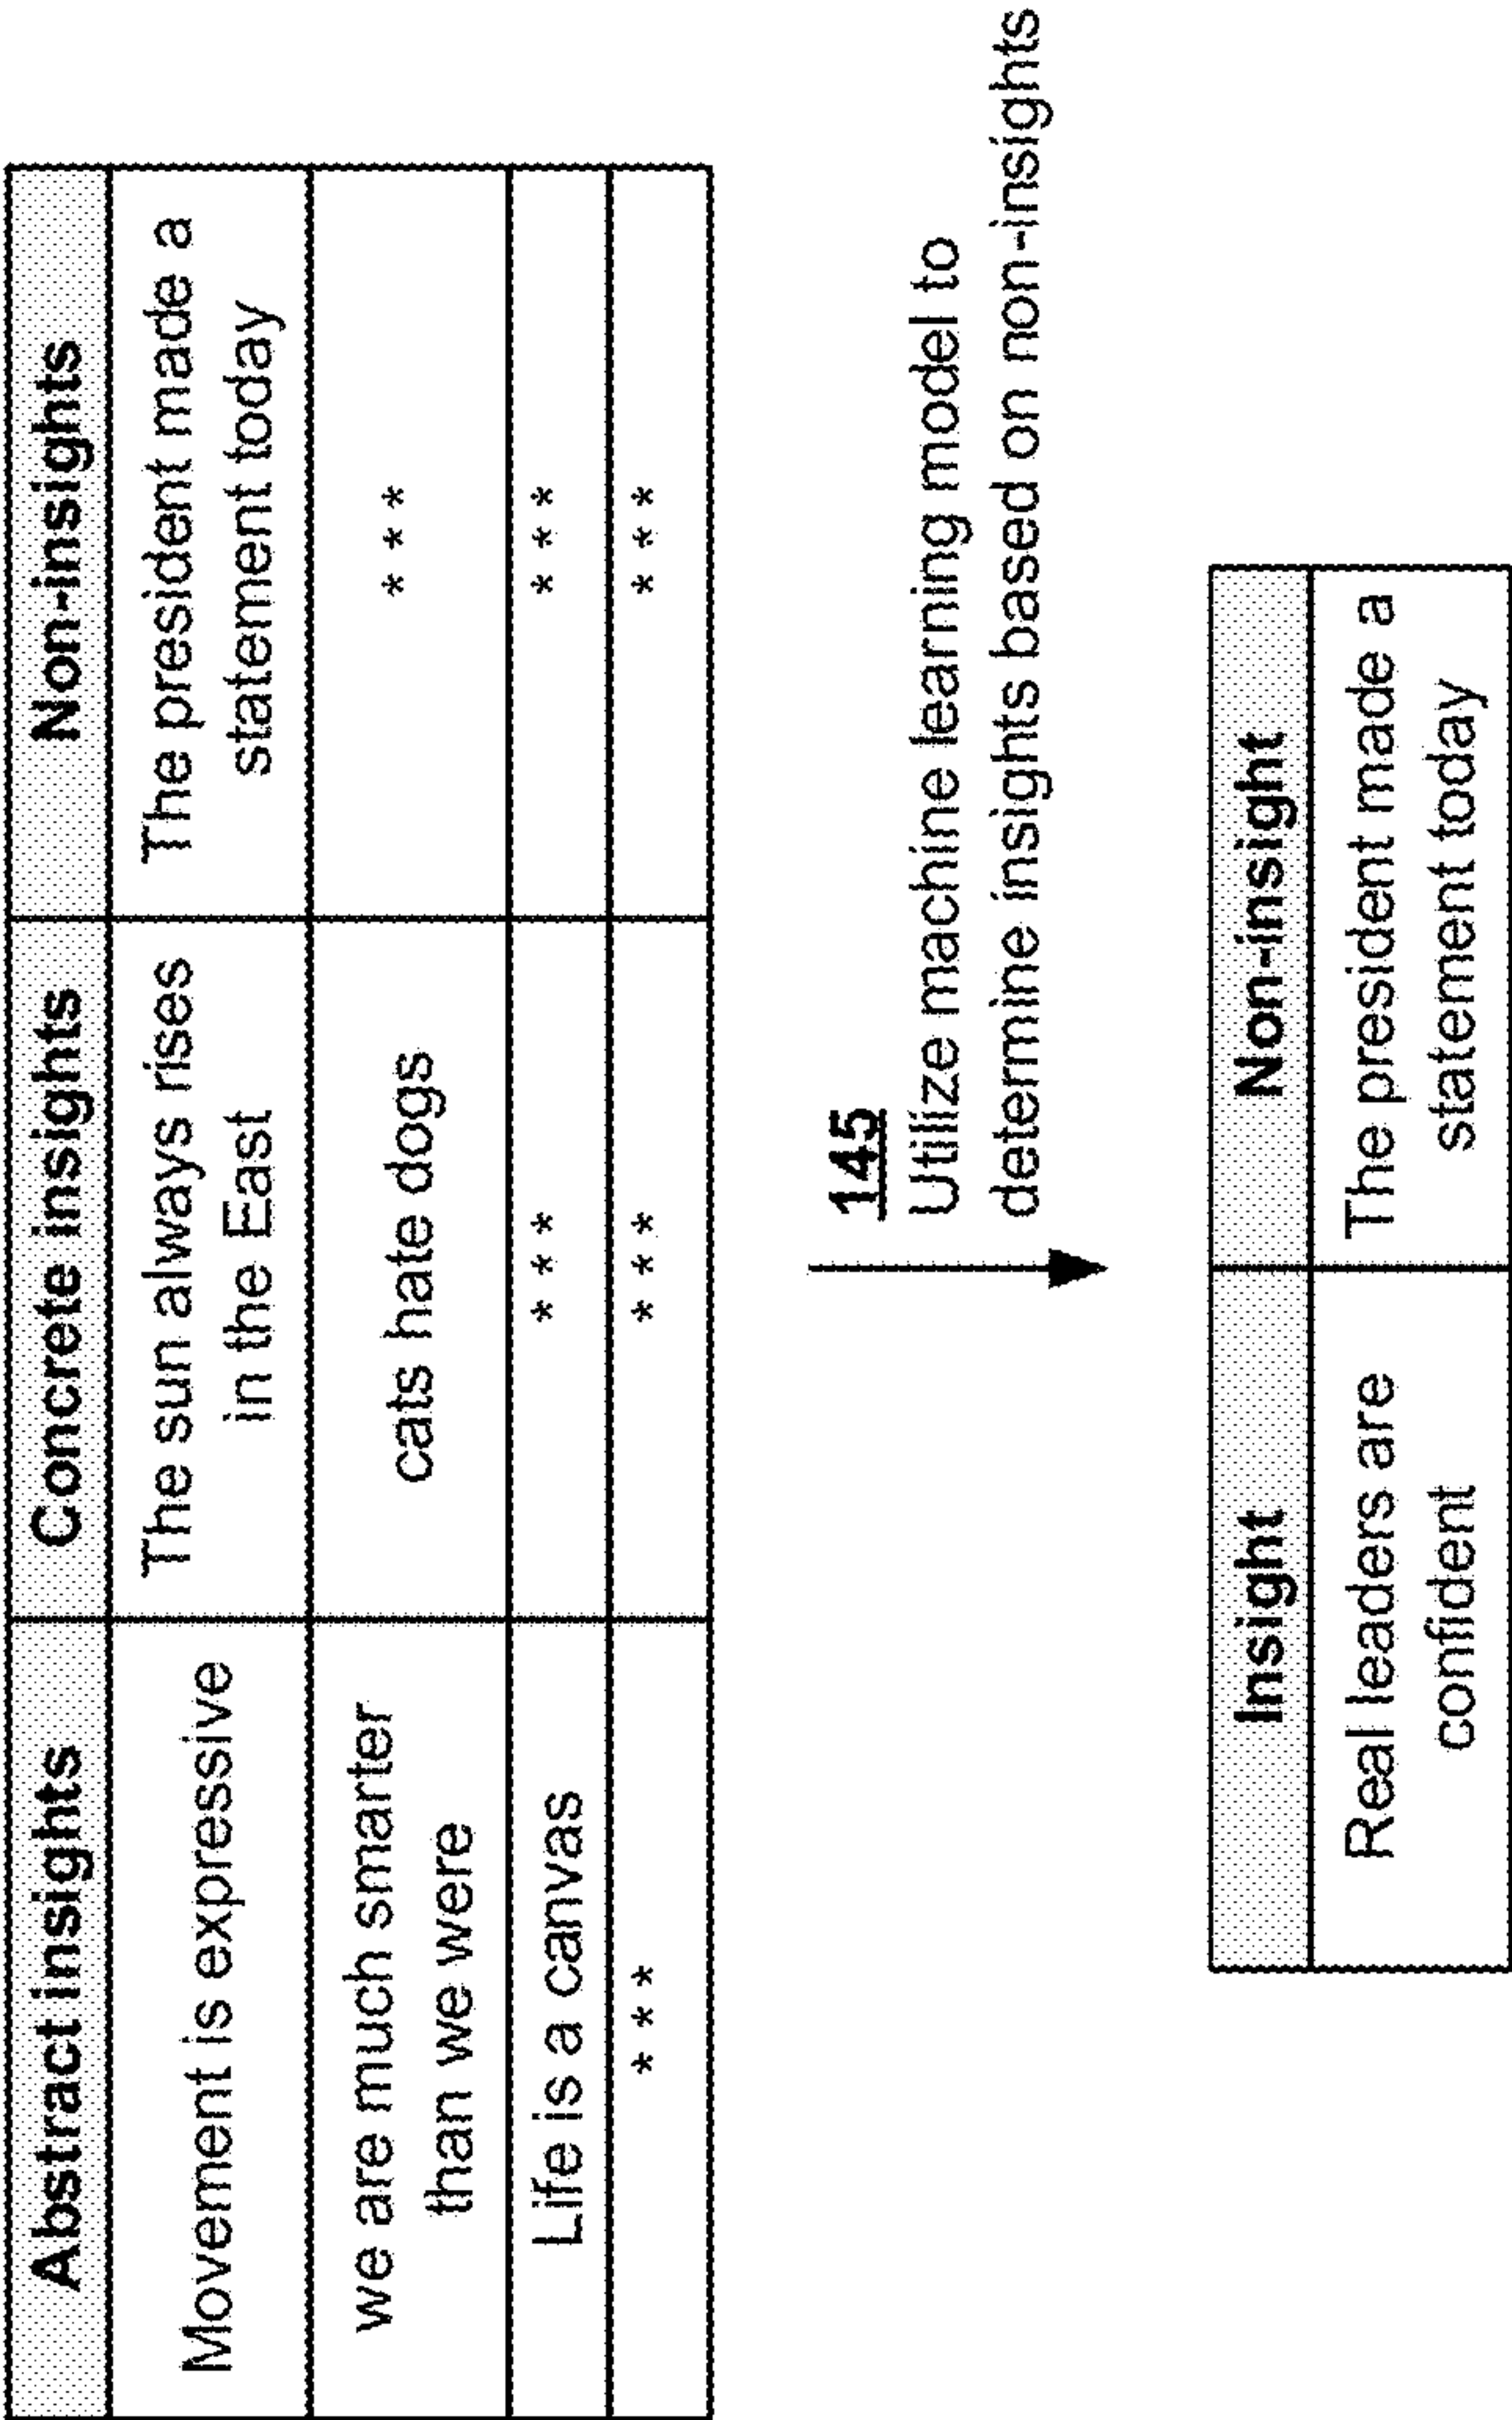 Abstract insights
Concrete insights
Non-insights
Movement is expressive
The sun always rises
in the East
The president made a
statement today
we are much smarter
than we were
cats hate dogs
* * *
Life is a canvas
* * *
* * *
* * *
* * *
* * *
145
Utilize machine learning model to
determine insights based on non-insights
Insight
Non-insight
Real leaders are
confident
The president made a
statement today